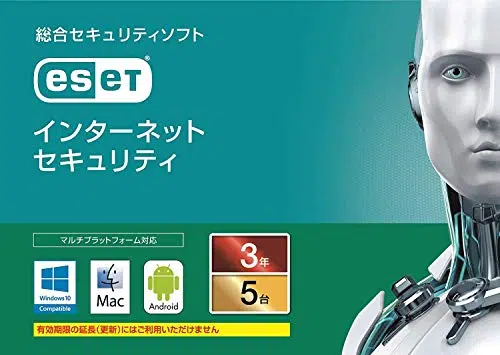 総合セキュリティソフト
eseT®
インターネット
セキュリティ
マルチプラットフォーム対応
3年
5台
Windows 10
Compatible
Mac
Android
有効期限の延長(更新)にはご利用いただけません